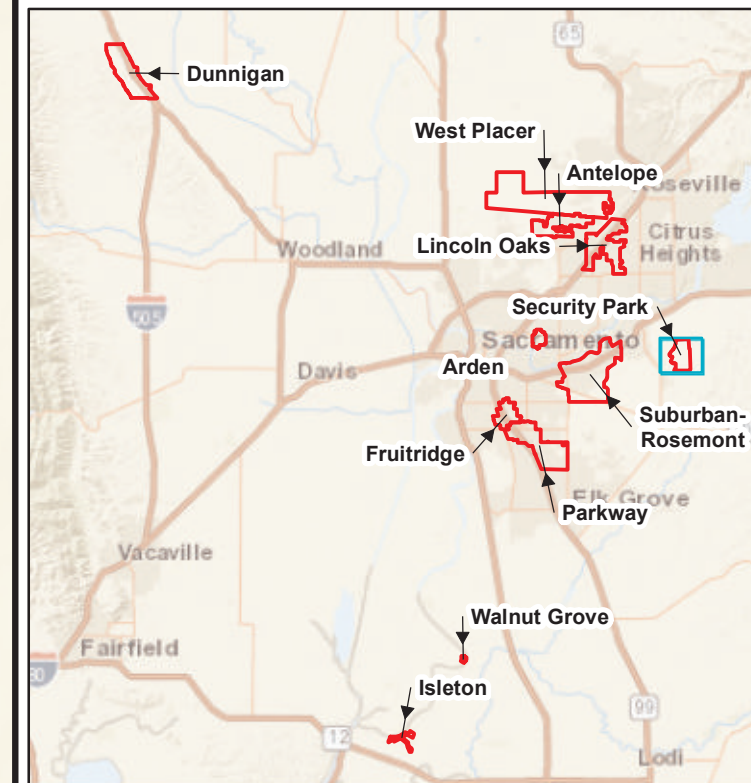 65
Dunnigan
West Placer
Antelope
Roseville
Lincoln Oaks
Citrus
Heights
Woodland
Security Park
505
Sacramento
Davis
Arden
Suburban-
Rosemont
Fruitridge
Elk Grove
Parkway
Vacaville
Walnut Grove
Fairfield
80
Isleton
99
12
Lodi